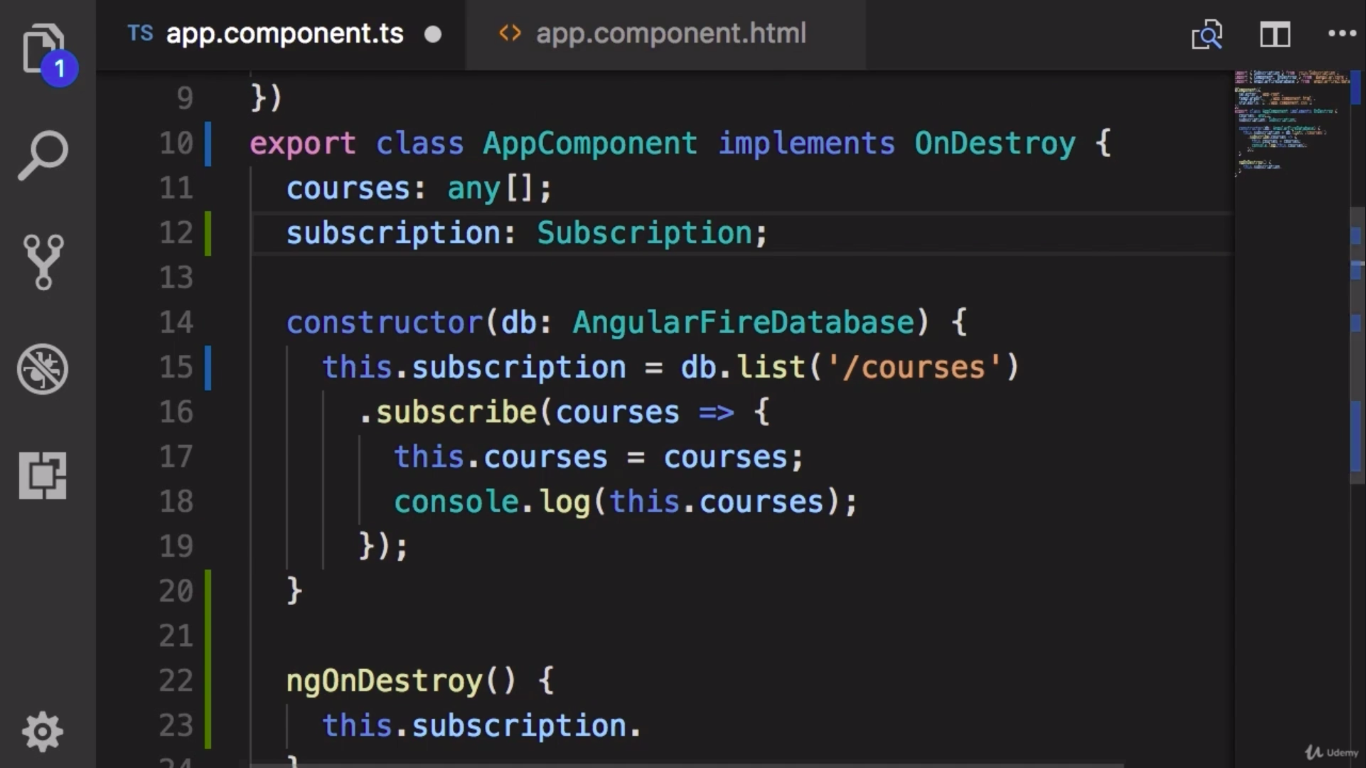 TS app.component.ts
<> app.component.html
1
9 })
10 export class AppComponent implements OnDestroy {
11 courses: any[];
12 subscription: Subscription;
13
14 constructor(db: AngularFireDatabase) {
15 this.subscription = db.list('/courses')
16 .subscribe(courses => {
17 this.courses = courses;
18 console.log(this.courses);
19 });
20 }
21
22 ngOnDestroy() {
23 this.subscription.
24 }
Udemy